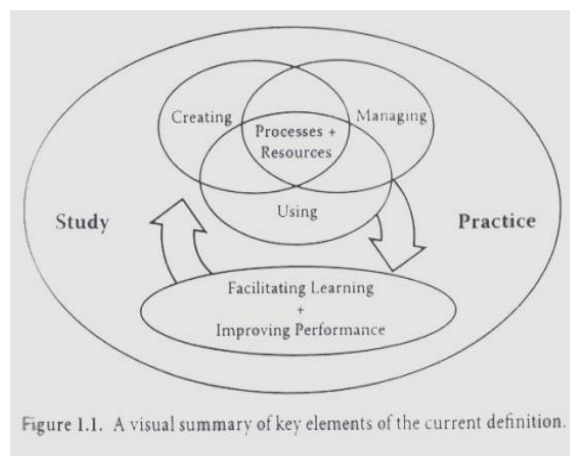 Creating
Managing
Processes +
Resources
Using
Study
Practice
Facilitating Learning
+
Improving Performance
Figure 1.1. A visual summary of key elements of the current definition.